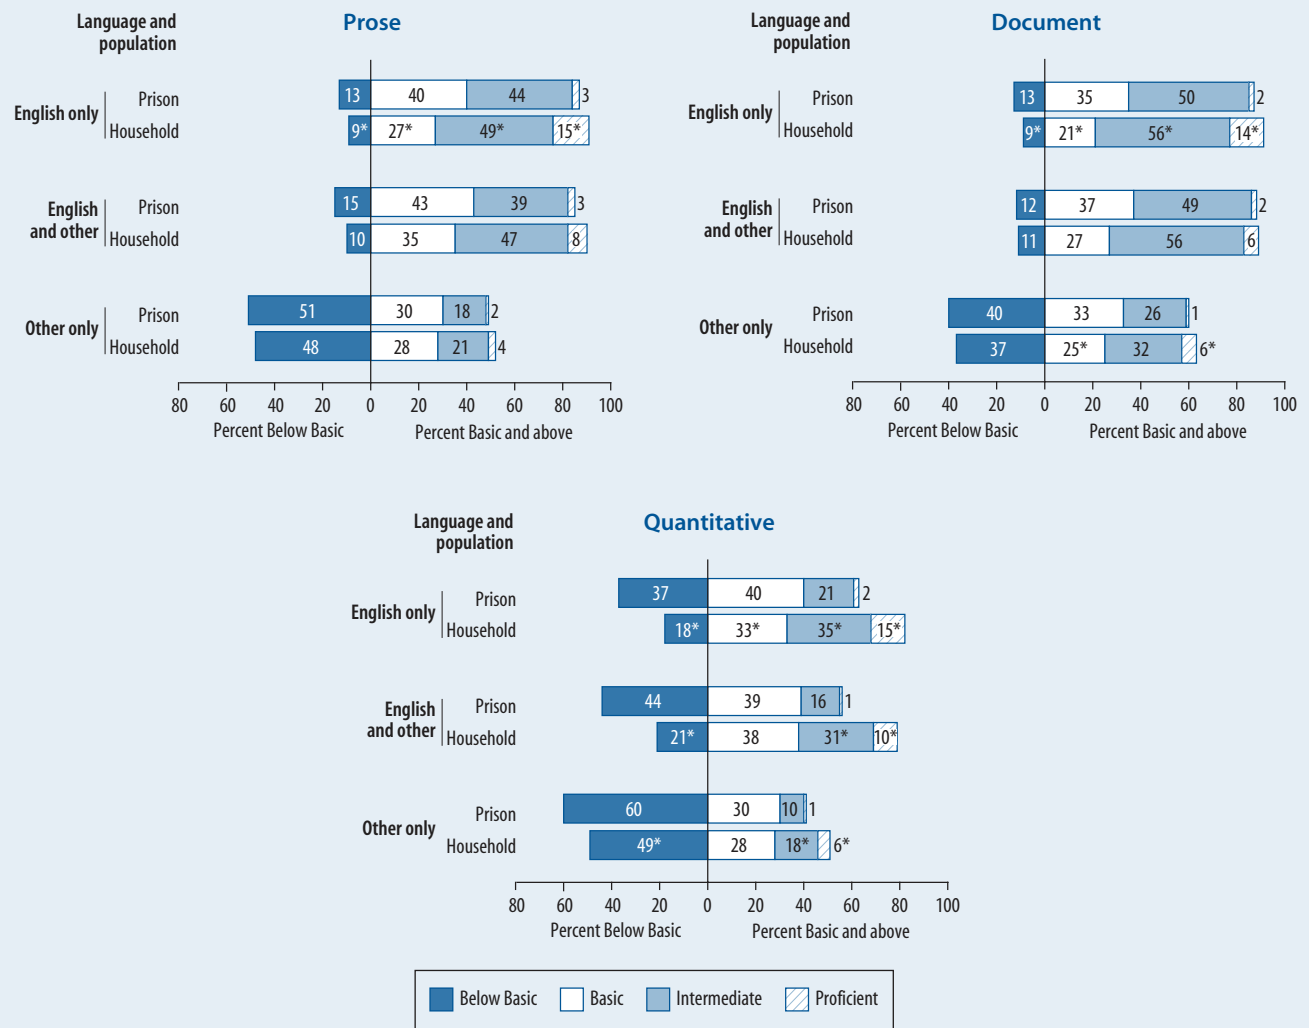 Language and
population
Prose
English only
Prison
13 40 44 3
Household
9* 27* 49* 15*
English
and other
Prison
15 43 39 3
Household
10 35 47 8
Other only
Prison
51 30 18 2
Household
48 28 21 4
80 60 40 20 0 20 40 60 80 100
Percent Below Basic Percent Basic and above
Language and
population
Document
English only
Prison
13 35 50 2
Household
9* 21* 56* 14*
English
and other
Prison
12 37 49 2
Household
11 27 56 6
Other only
Prison
40 33 26 1
Household
37 25* 32 6*
80 60 40 20 0 20 40 60 80 100
Percent Below Basic Percent Basic and above
Language and
population
Quantitative
English only
Prison
37 40 21 2
Household
18* 33* 35* 15*
English
and other
Prison
44 39 16 1
Household
21* 38 31* 10*
Other only
Prison
60 30 10 1
Household
49* 28 18* 6*
80 60 40 20 0 20 40 60 80 100
Percent Below Basic Percent Basic and above
Below Basic Basic Intermediate Proficient